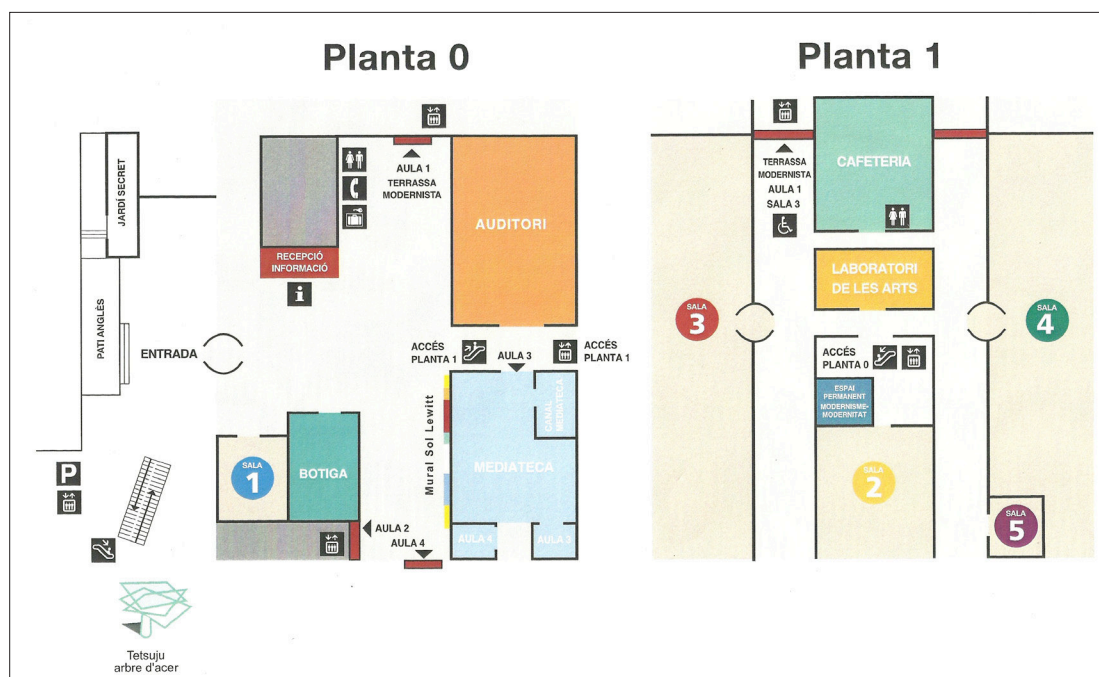 Planta 0
Planta 1
JARDÍ SECRET
PATI ANGLÈS
ENTRADA
RECEPCIÓ
INFORMACIÓ
i
AULA 1
TERRASSA
MODERNISTA
AUDITORI
ACCÉS
PLANTA 1
AULA 3
ACCÉS
PLANTA 1
Mural Sol Lewitt
CANAL
MEDIATECA
MEDIATECA
SALA
1
BOTIGA
AULA 2
AULA 4
AULA 4
AULA 3
P
Tetsuju
arbre d'acer
CAFETERIA
TERRASSA
MODERNISTA
AULA 1
SALA 3
LABORATORI
DE LES ARTS
SALA
3
SALA
4
ACCÉS
PLANTA 0
ESPAI
PERMANENT
MODERNISME-
MODERNITAT
SALA
2
SALA
5